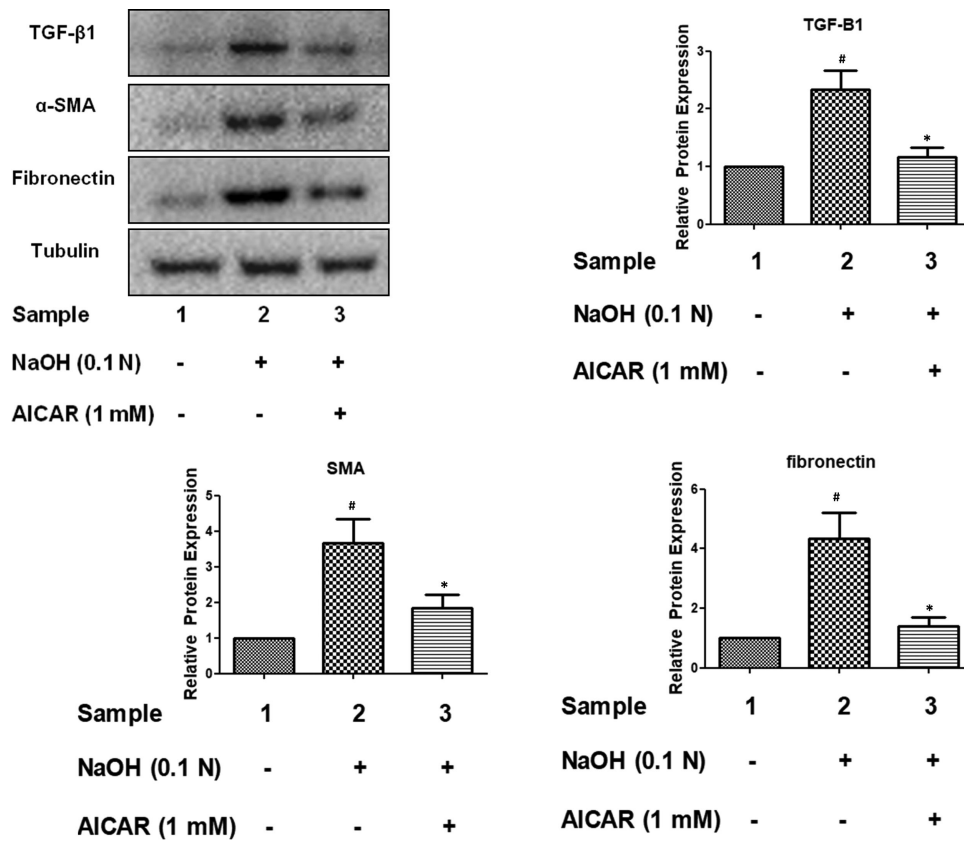 TGF-β1
α-SMA
Fibronectin
Tubulin
Sample 1 2 3
NaOH (0.1 N) - + +
AICAR (1 mM) - - +
TGF-B1
Relative Protein Expression
3
2
1
0
#
*
Sample 1 2 3
NaOH (0.1 N) - + +
AICAR (1 mM) - - +
SMA
Relative Protein Expression
5
4
3
2
1
0
#
*
Sample 1 2 3
NaOH (0.1 N) - + +
AICAR (1 mM) - - +
fibronectin
Relative Protein Expression
6
4
2
0
#
*
Sample 1 2 3
NaOH (0.1 N) - + +
AICAR (1 mM) - - +